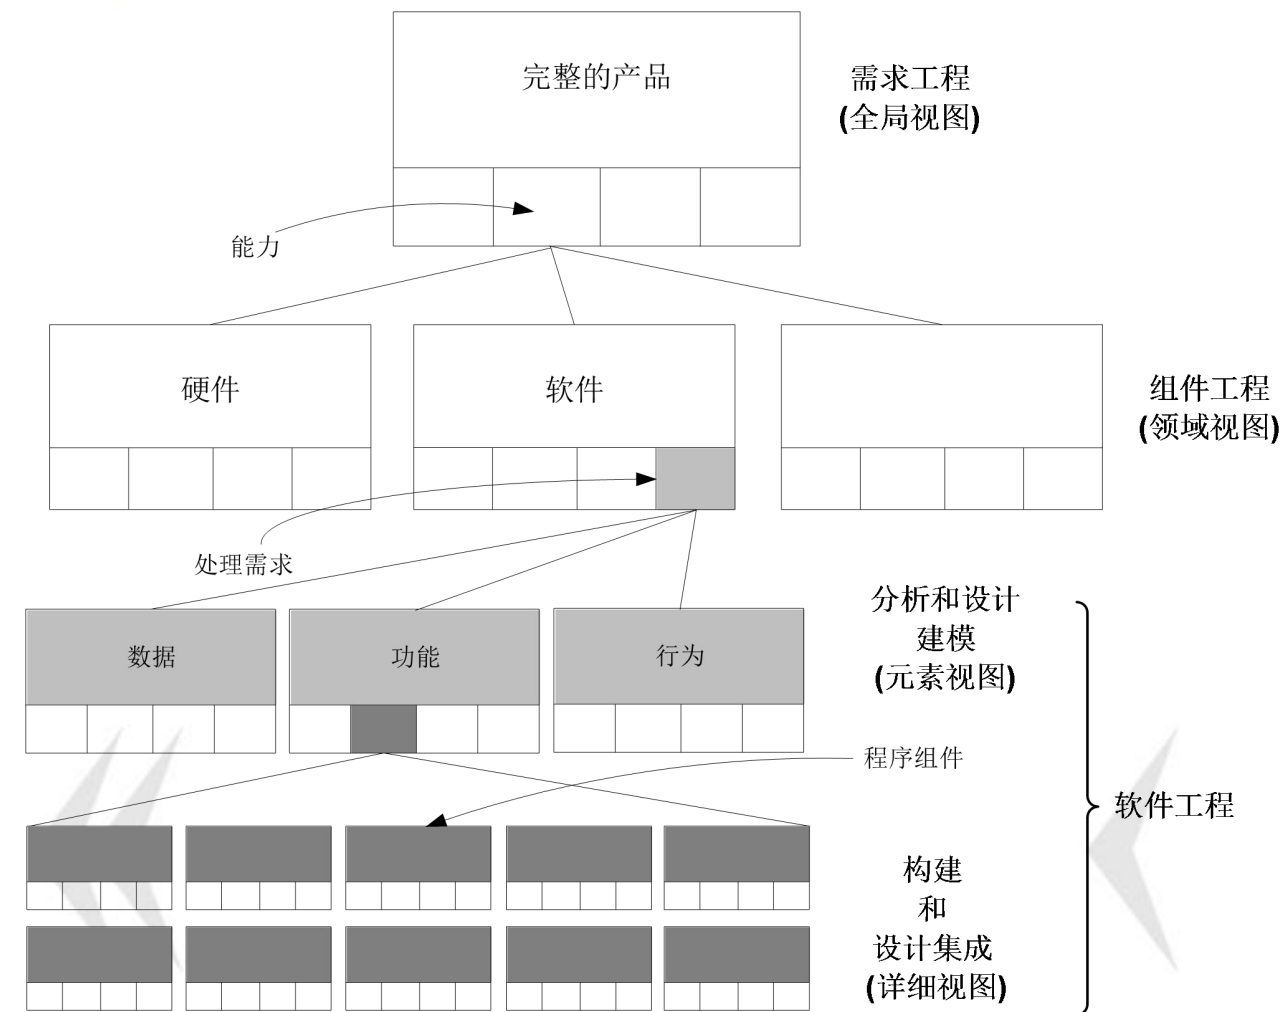 完整的产品
需求工程
(全局视图)
能力
硬件
软件
组件工程
(领域视图)
处理需求
数据
功能
行为
分析和设计
建模
(元素视图)
程序组件
软件工程
构建
和
设计集成
(详细视图)